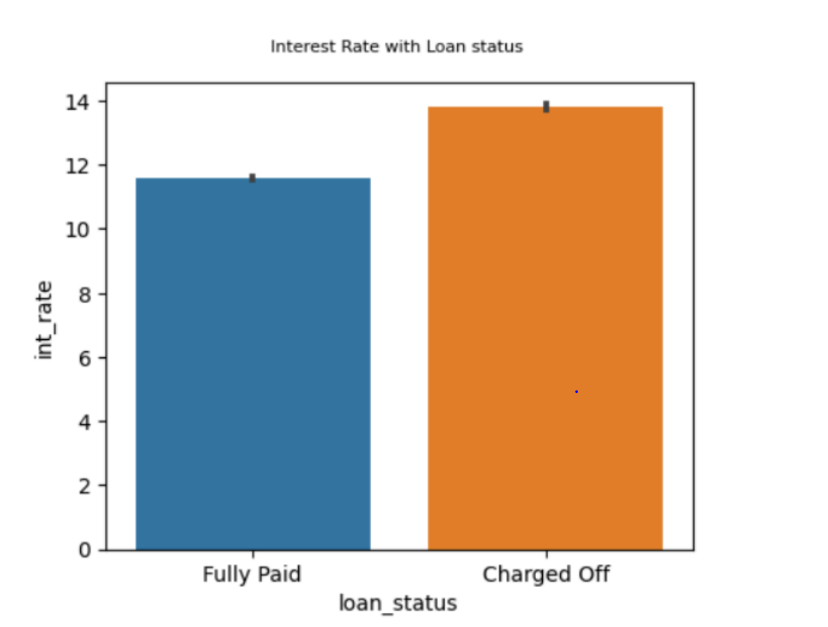 Interest Rate with Loan status
14
12
10
8
6
4
2
0
int_rate
Fully Paid
Charged Off
loan_status